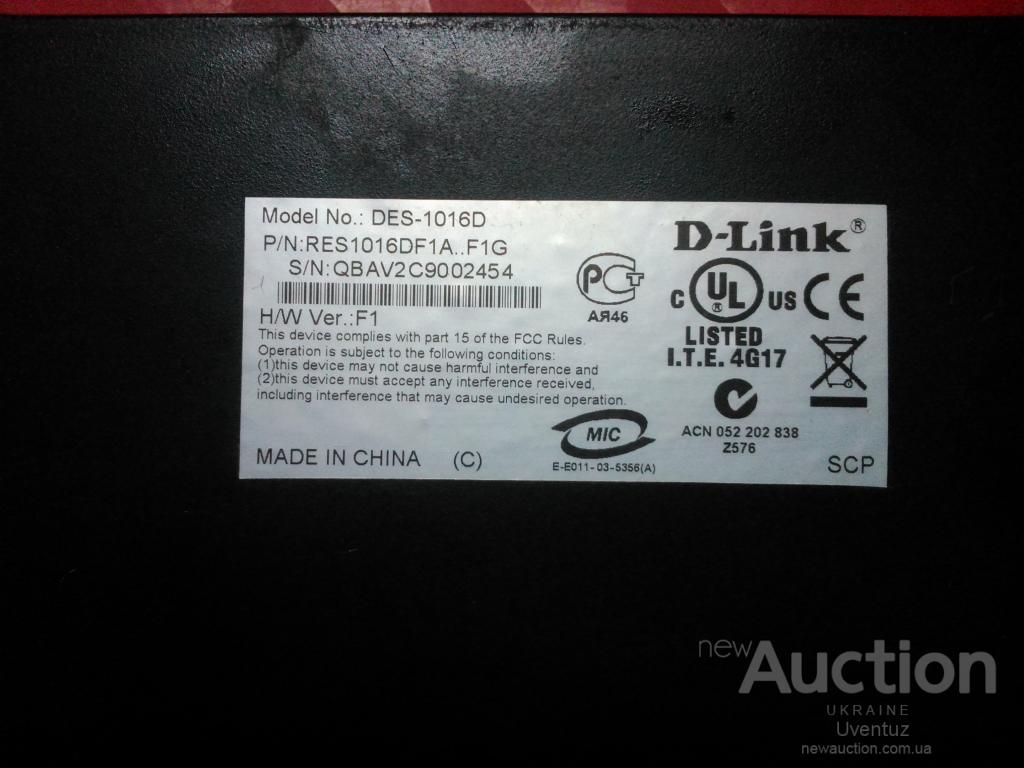 Model No.: DES-1016D
P/N:RES1016DF1A..F1G
S/N:QBAV2C9002454
H/W Ver.:F1
This device complies with part 15 of the FCC Rules.
Operation is subject to the following conditions:
(1)this device may not cause harmful interference and
(2)this device must accept any interference received,
including interference that may cause undesired operation.
MADE IN CHINA (C)
РСТ
АЯ46
MIC
E-E011-03-5356(A)
D-Link®
C UL® US CE
LISTED
I.T.E. 4G17
ACN 052 202 838
Z576
SCP
newAuction
UKRAINE
Uventuz
newauction.com.ua